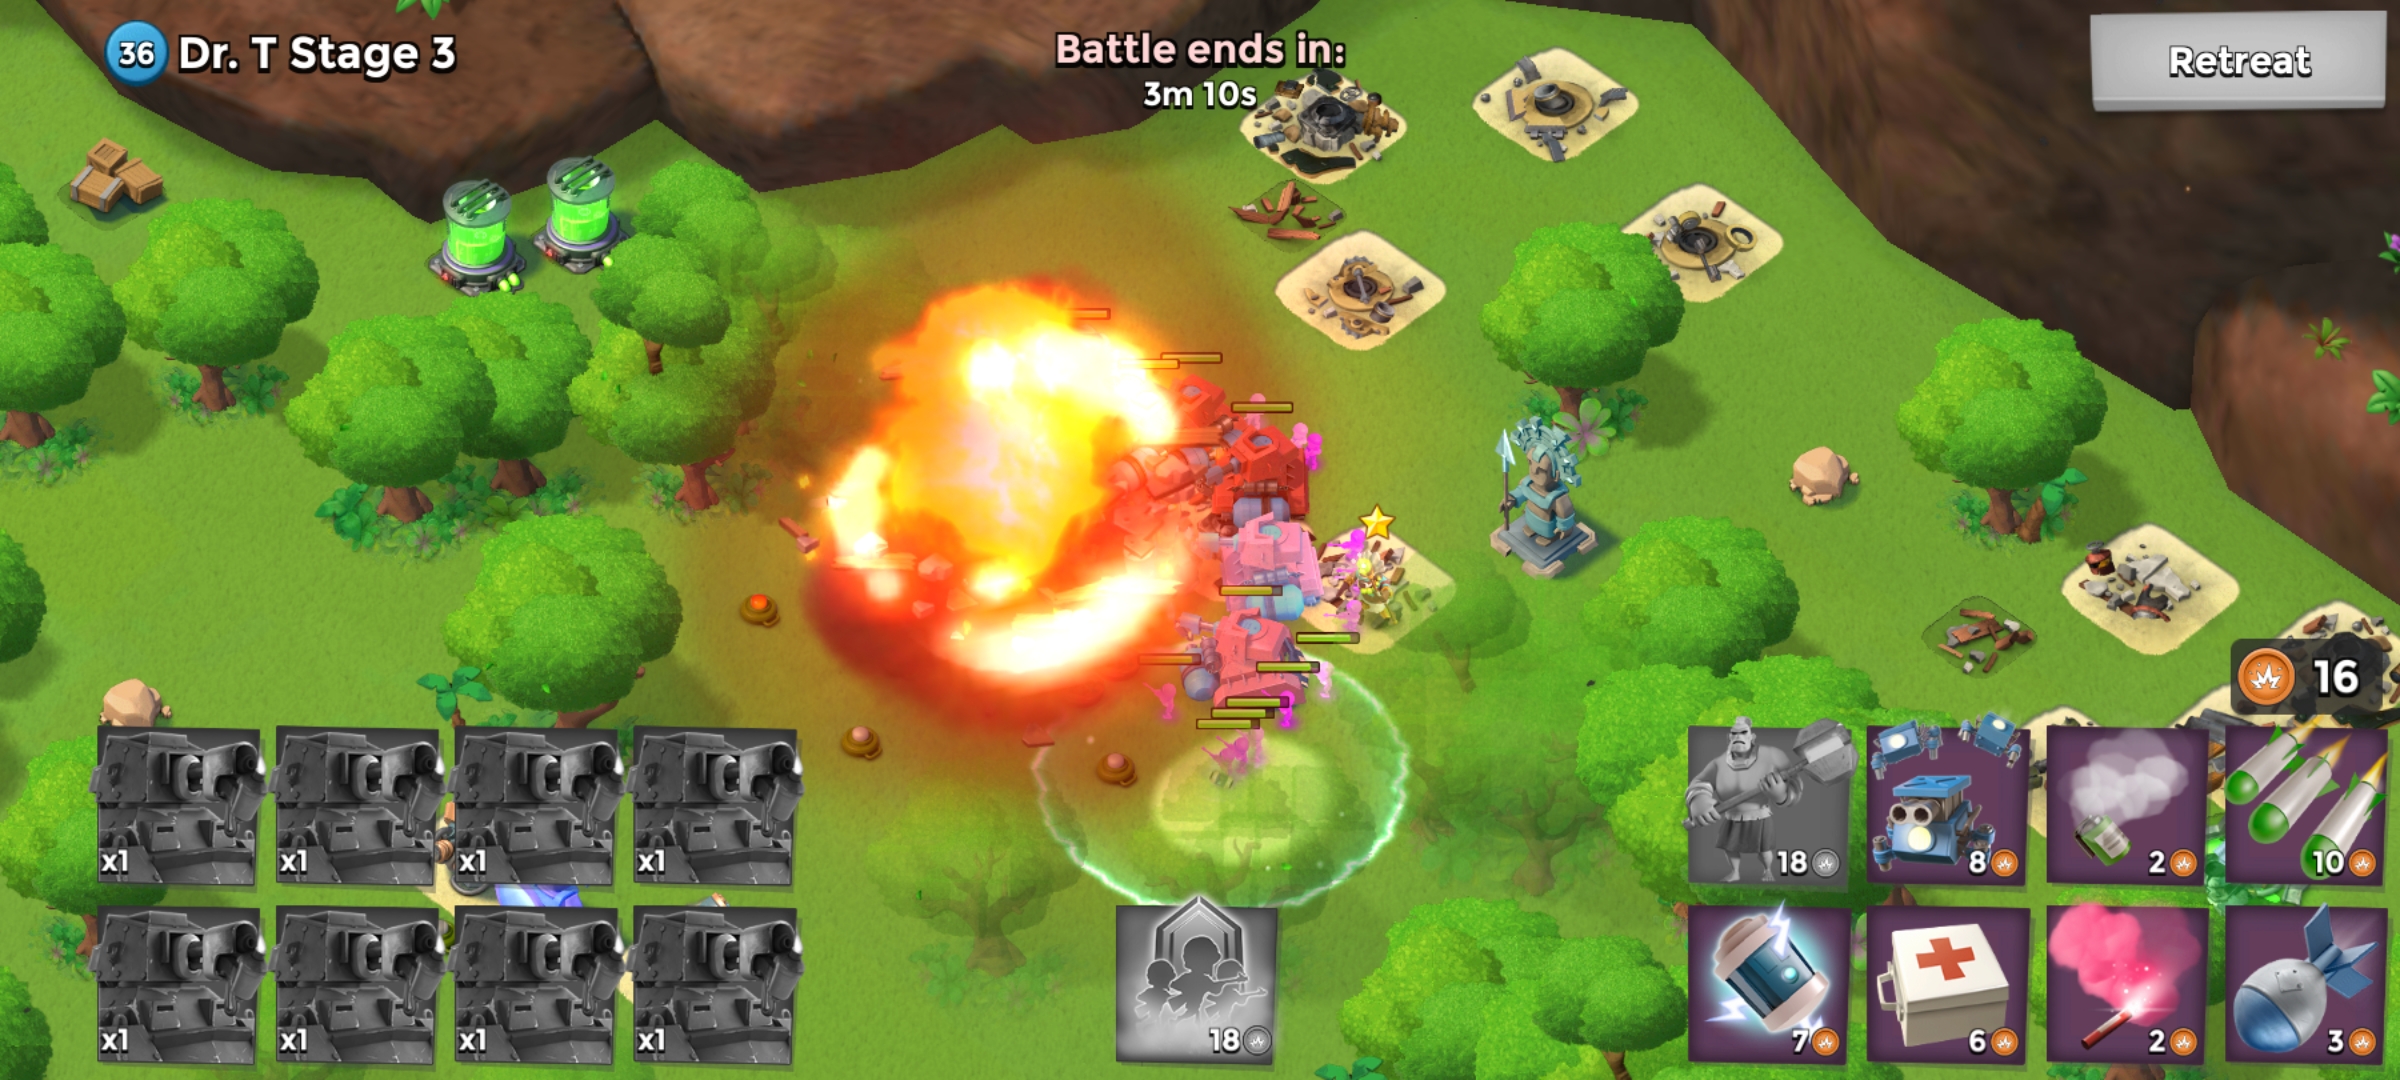 36 Dr. T Stage 3
Battle ends in:
3m 10s
Retreat
16
x1 x1 x1 x1
18 8 2 10
x1 x1 x1 x1
18
7 6 2 3